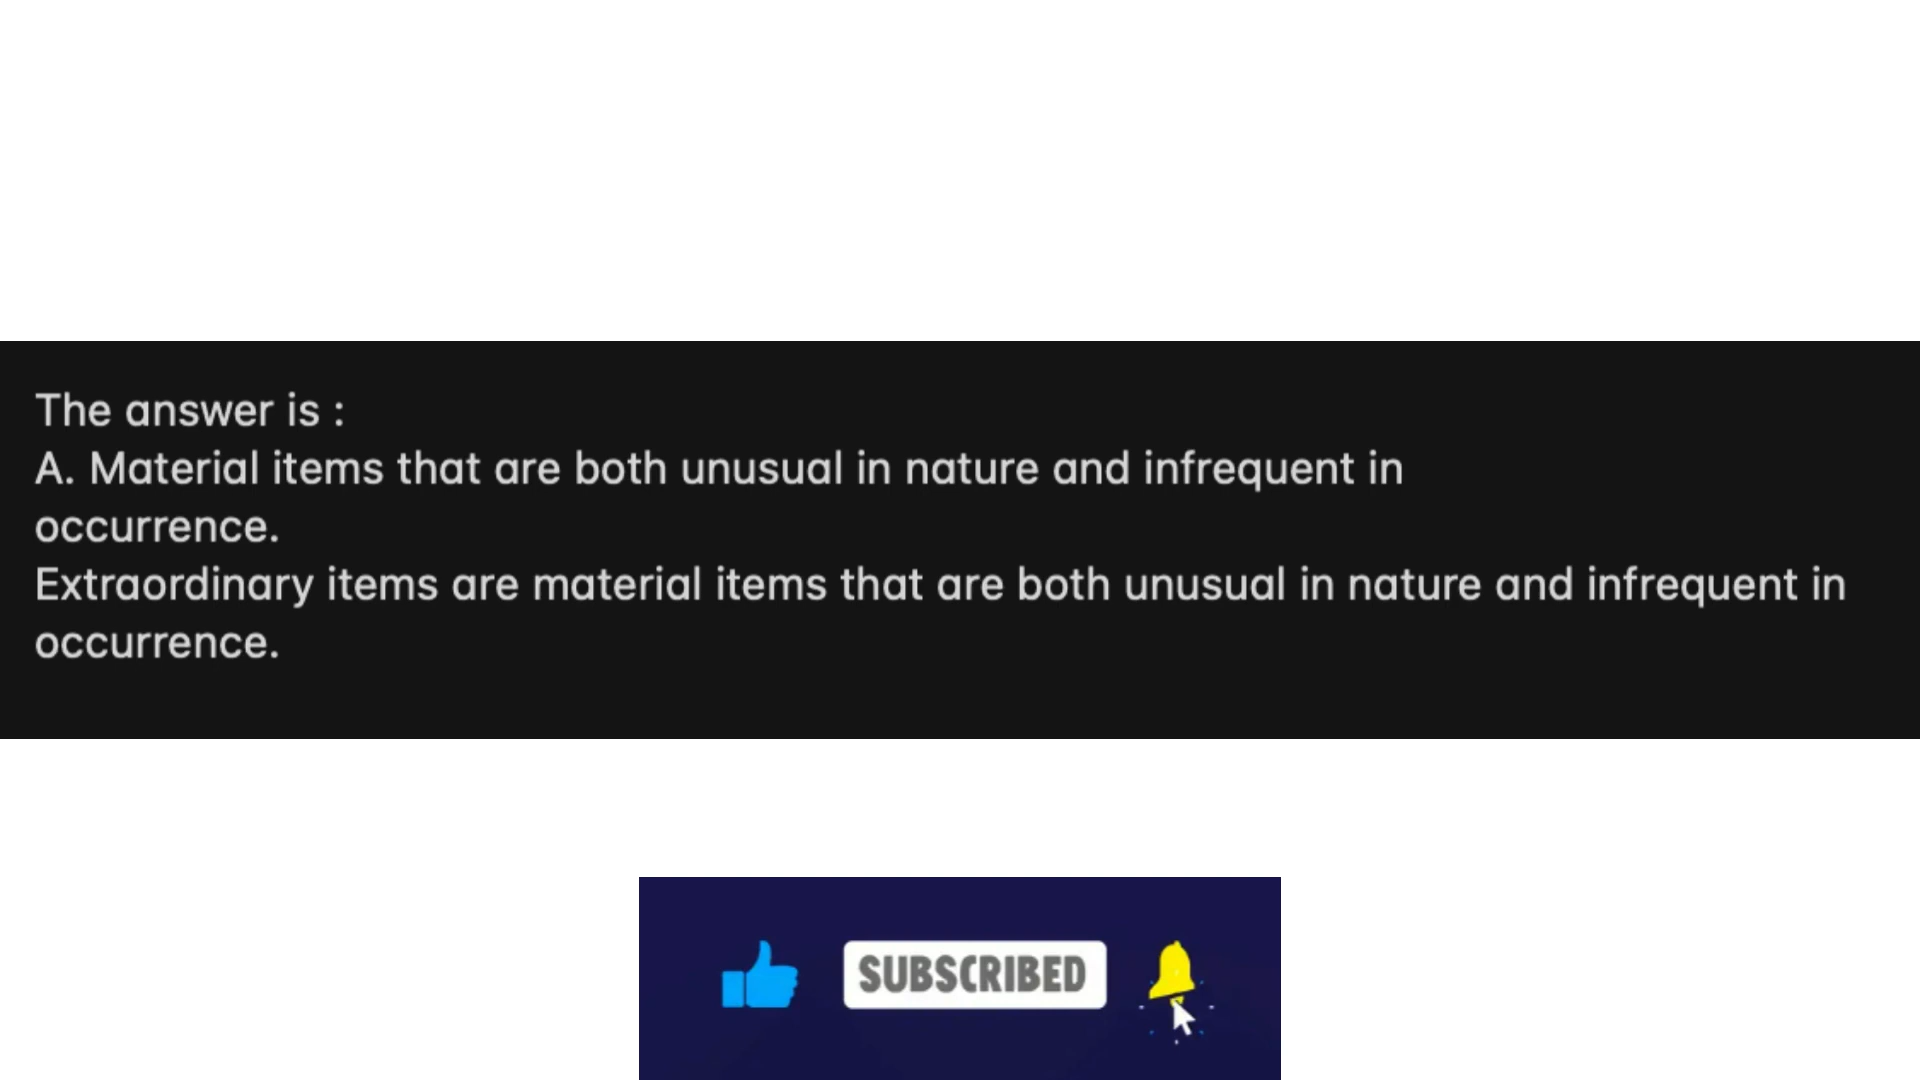 The answer is :
A. Material items that are both unusual in nature and infrequent in
occurrence.
Extraordinary items are material items that are both unusual in nature and infrequent in
occurrence.
SUBSCRIBED